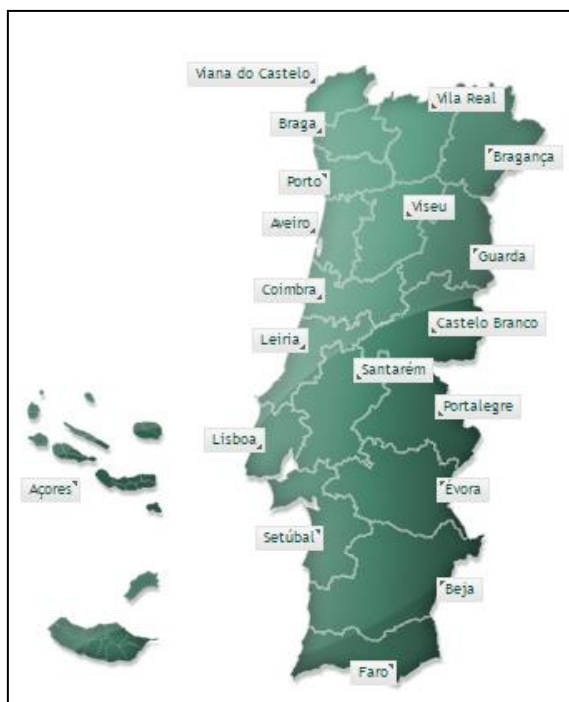 Viana do Castelo
Vila Real
Braga
Bragança
Porto
Viseu
Aveiro
Guarda
Coimbra
Castelo Branco
Leiria
Santarém
Portalegre
Lisboa
Açores
Évora
Setúbal
Beja
Faro